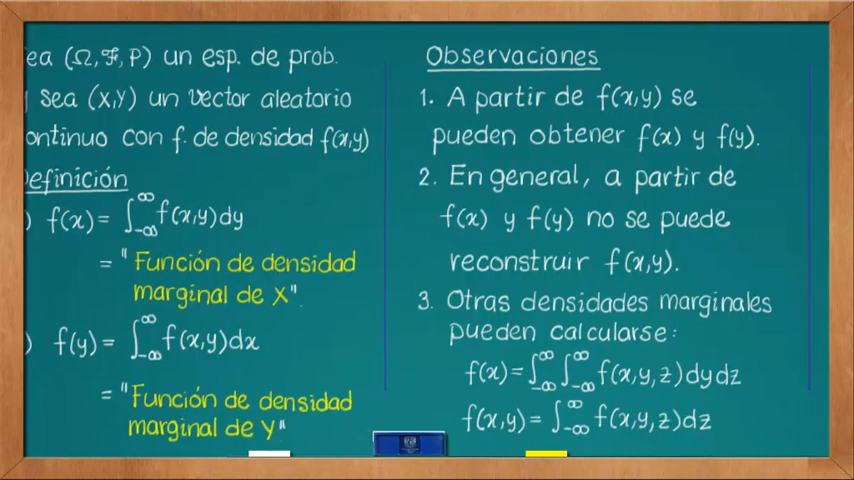 ea (Ω, ℱ, P) un esp. de prob.
sea (X,Y) un vector aleatorio
ontinuo con f. de densidad f(x,y)
efinición
) f(x) = ∫_{-∞}^{∞} f(x,y)dy
= "Función de densidad
marginal de X".
) f(y) = ∫_{-∞}^{∞} f(x,y)dx
= "Función de densidad
marginal de Y"
Observaciones
1. A partir de f(x,y) se
pueden obtener f(x) y f(y).
2. En general, a partir de
f(x) y f(y) no se puede
reconstruir f(x,y).
3. Otras densidades marginales
pueden calcularse:
f(x) = ∫_{-∞}^{∞} ∫_{-∞}^{∞} f(x,y,z)dydz
f(x,y) = ∫_{-∞}^{∞} f(x,y,z)dz